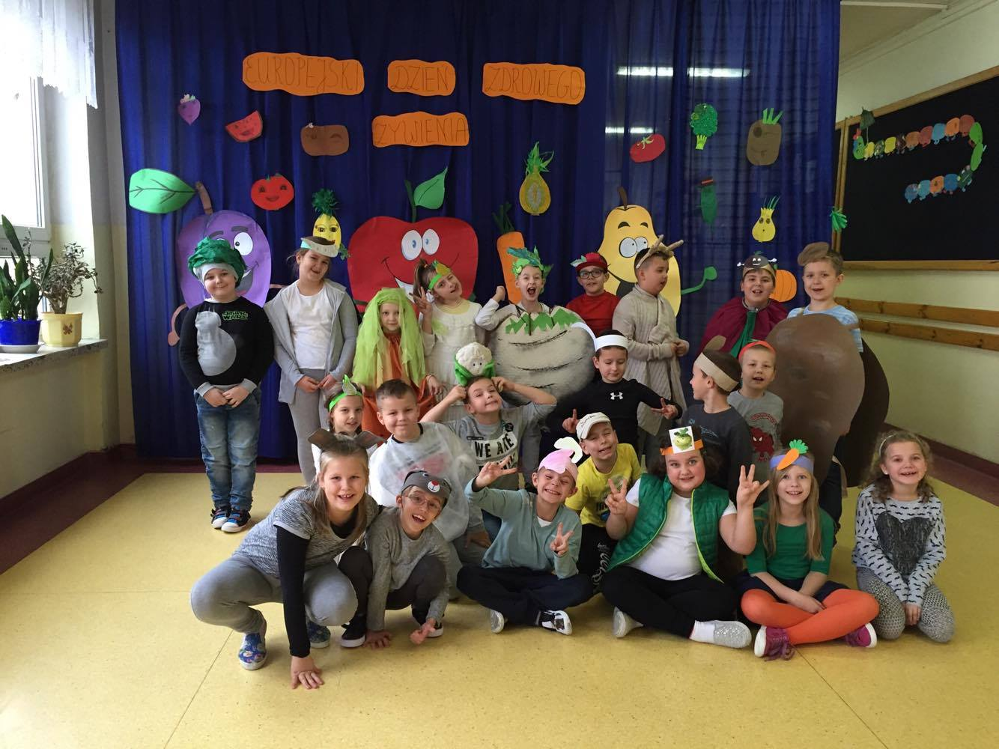 EUROPEJSKI DZIEŃ ZDROWEGO
ŻYWIENIA
STAR
WARS
WE ARE